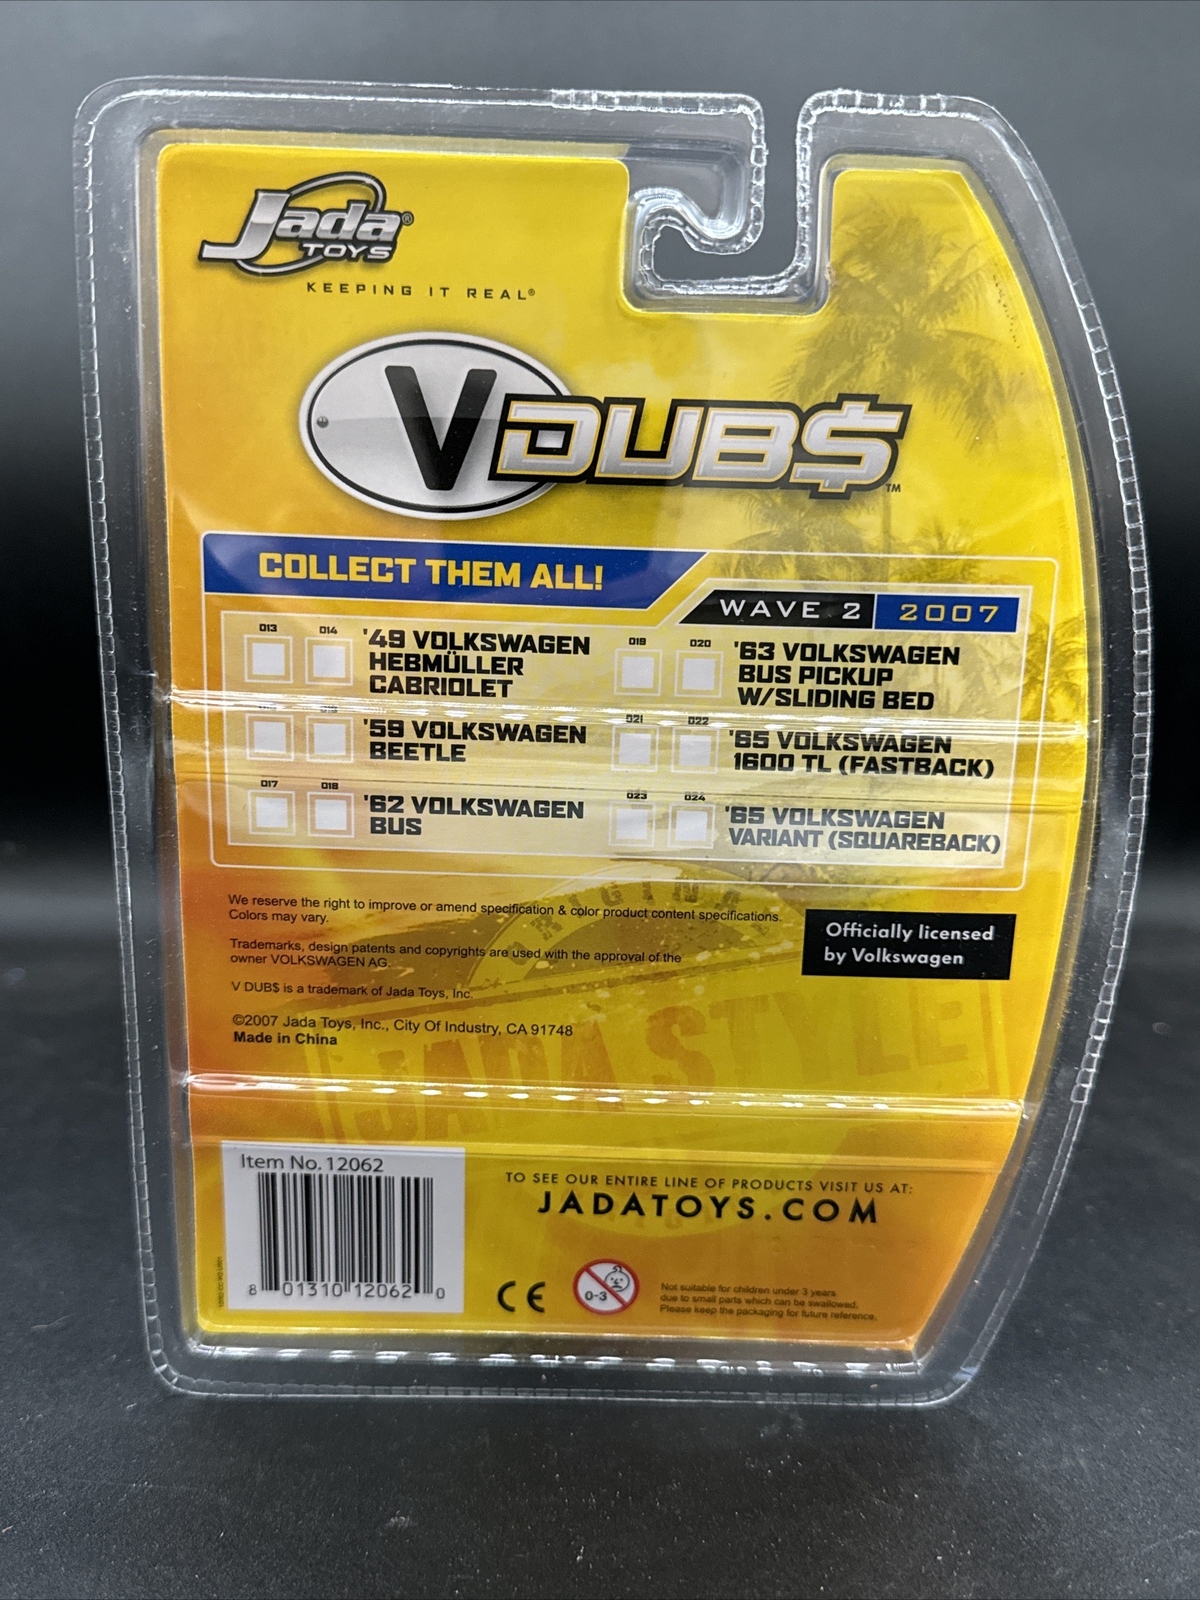 Jada®
TOYS
KEEPING IT REAL®
V DUB$™
COLLECT THEM ALL!
WAVE 2 2007
013 014 '49 VOLKSWAGEN
HEBMÜLLER
CABRIOLET
'59 VOLKSWAGEN
BEETLE
017 018 '62 VOLKSWAGEN
BUS
019 020 '63 VOLKSWAGEN
BUS PICKUP
W/SLIDING BED
021 022 '65 VOLKSWAGEN
1600 TL (FASTBACK)
023 024 '65 VOLKSWAGEN
VARIANT (SQUAREBACK)
We reserve the right to improve or amend specification & color product content specifications.
Colors may vary.
Trademarks, design patents and copyrights are used with the approval of the
owner VOLKSWAGEN AG.
V DUB$ is a trademark of Jada Toys, Inc.
©2007 Jada Toys, Inc., City Of Industry, CA 91748
Made in China
Officially licensed
by Volkswagen
ORIGINAL
JADA STYLE
Item No. 12062
8 01310 12062 0
TO SEE OUR ENTIRE LINE OF PRODUCTS VISIT US AT:
JADATOYS.COM
CE
0-3
Not suitable for children under 3 years
due to small parts which can be swallowed.
Please keep the packaging for future reference.